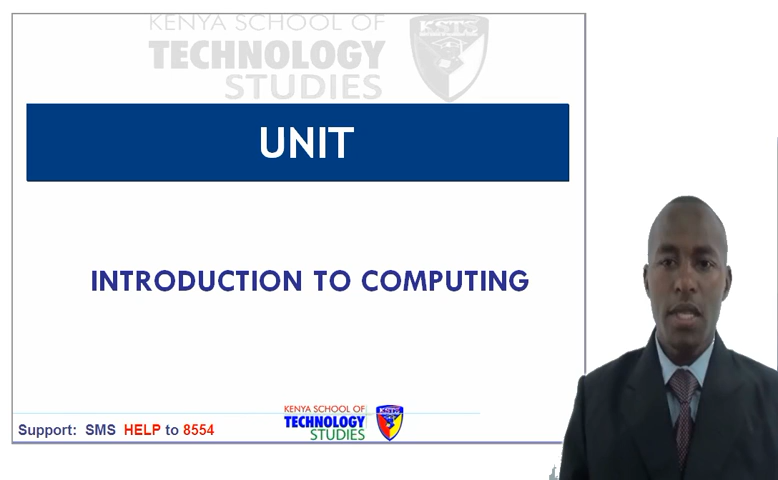 KENYA SCHOOL OF
TECHNOLOGY
STUDIES
KSTS
UNIT
INTRODUCTION TO COMPUTING
Support: SMS HELP to 8554
KENYA SCHOOL OF
TECHNOLOGY
STUDIES
KSTS